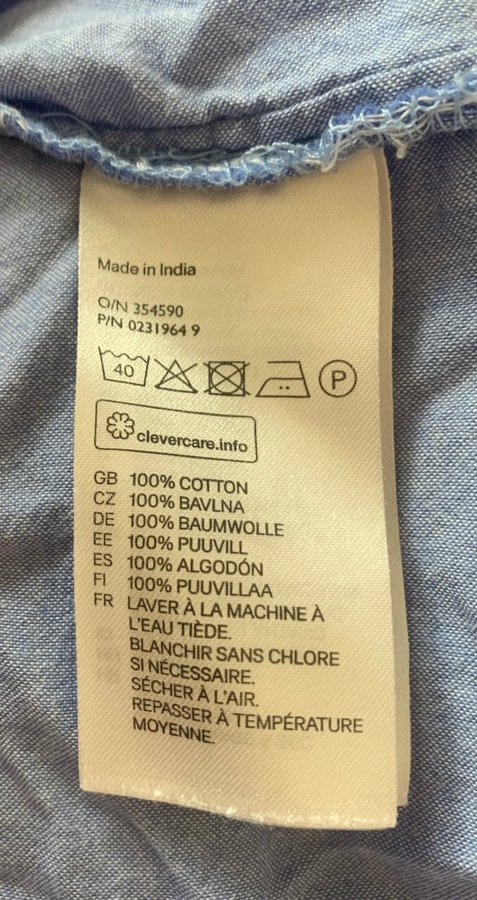 Made in India
O/N 354590
P/N 0231964 9
40 P
clevercare.info
GB 100% COTTON
CZ 100% BAVLNA
DE 100% BAUMWOLLE
EE 100% PUUVILL
ES 100% ALGODÓN
FI 100% PUUVILLAA
FR LAVER À LA MACHINE À
L'EAU TIÈDE.
BLANCHIR SANS CHLORE
SI NÉCESSAIRE.
SÉCHER À L'AIR.
REPASSER À TEMPÉRATURE
MOYENNE.